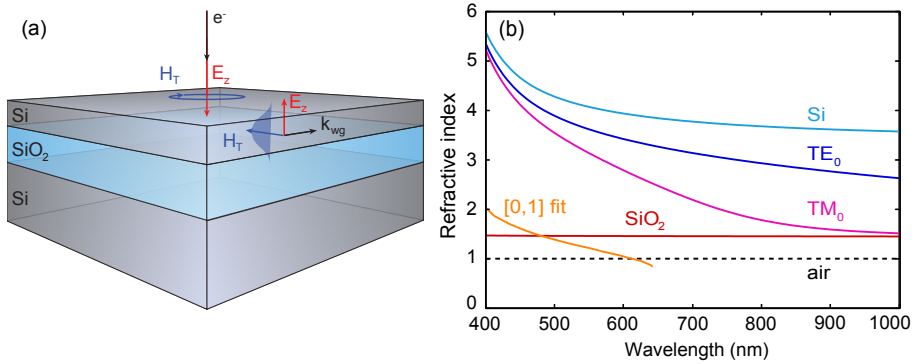 (a)
e⁻
H_T
E_z
E_z
H_T
k_wg
Si
SiO₂
Si
(b)
Refractive index
6
5
4
3
2
1
0
Si
TE₀
TM₀
[0,1] fit
SiO₂
air
400 500 600 700 800 900 1000
Wavelength (nm)